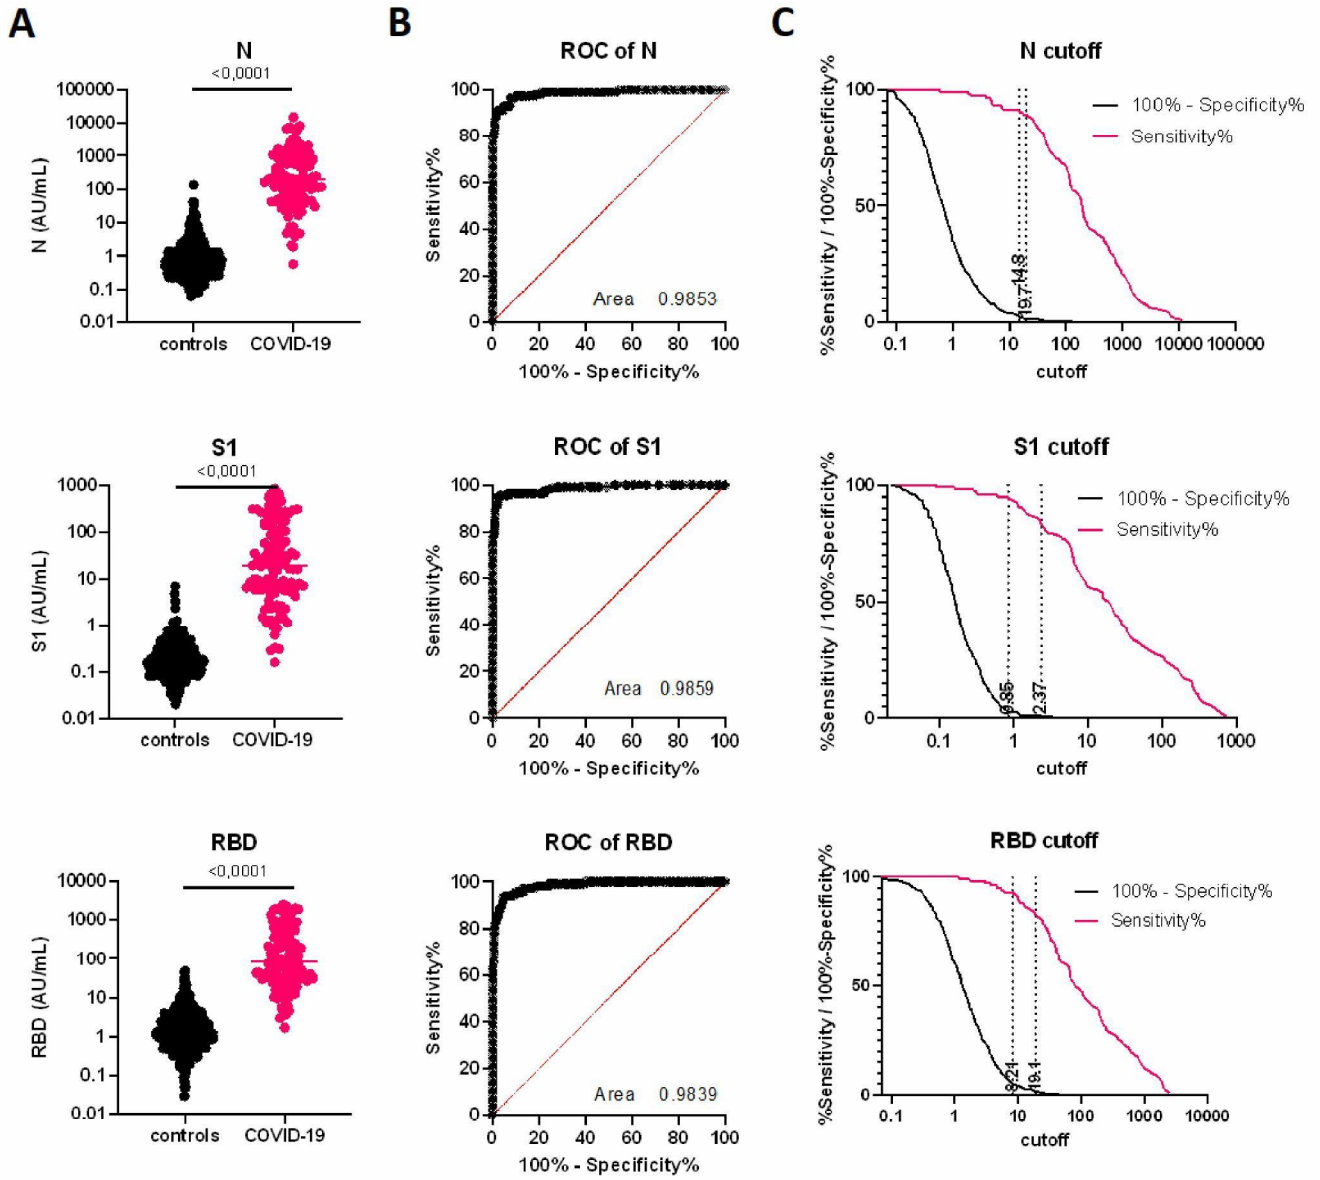 A
B
C
N
<0,0001
N (AU/mL)
100000
10000
1000
100
10
1
0.1
0.01
controls COVID-19
ROC of N
Sensitivity%
100
80
60
40
20
0
Area 0.9853
0 20 40 60 80 100
100% - Specificity%
N cutoff
%Sensitivity / 100%-Specificity%
100
50
0
100% - Specificity%
Sensitivity%
14.8
19.7
0.1 1 10 100 1000 10000 100000
cutoff
S1
<0,0001
S1 (AU/mL)
1000
100
10
1
0.1
0.01
controls COVID-19
ROC of S1
Sensitivity%
100
80
60
40
20
0
Area 0.9859
0 20 40 60 80 100
100% - Specificity%
S1 cutoff
%Sensitivity / 100%-Specificity%
100
50
0
100% - Specificity%
Sensitivity%
0.85
2.37
0.1 1 10 100 1000
cutoff
RBD
<0,0001
RBD (AU/mL)
10000
1000
100
10
1
0.1
0.01
controls COVID-19
ROC of RBD
Sensitivity%
100
80
60
40
20
0
Area 0.9839
0 20 40 60 80 100
100% - Specificity%
RBD cutoff
%Sensitivity / 100%-Specificity%
100
50
0
100% - Specificity%
Sensitivity%
8.21
19.1
0.1 1 10 100 1000 10000
cutoff